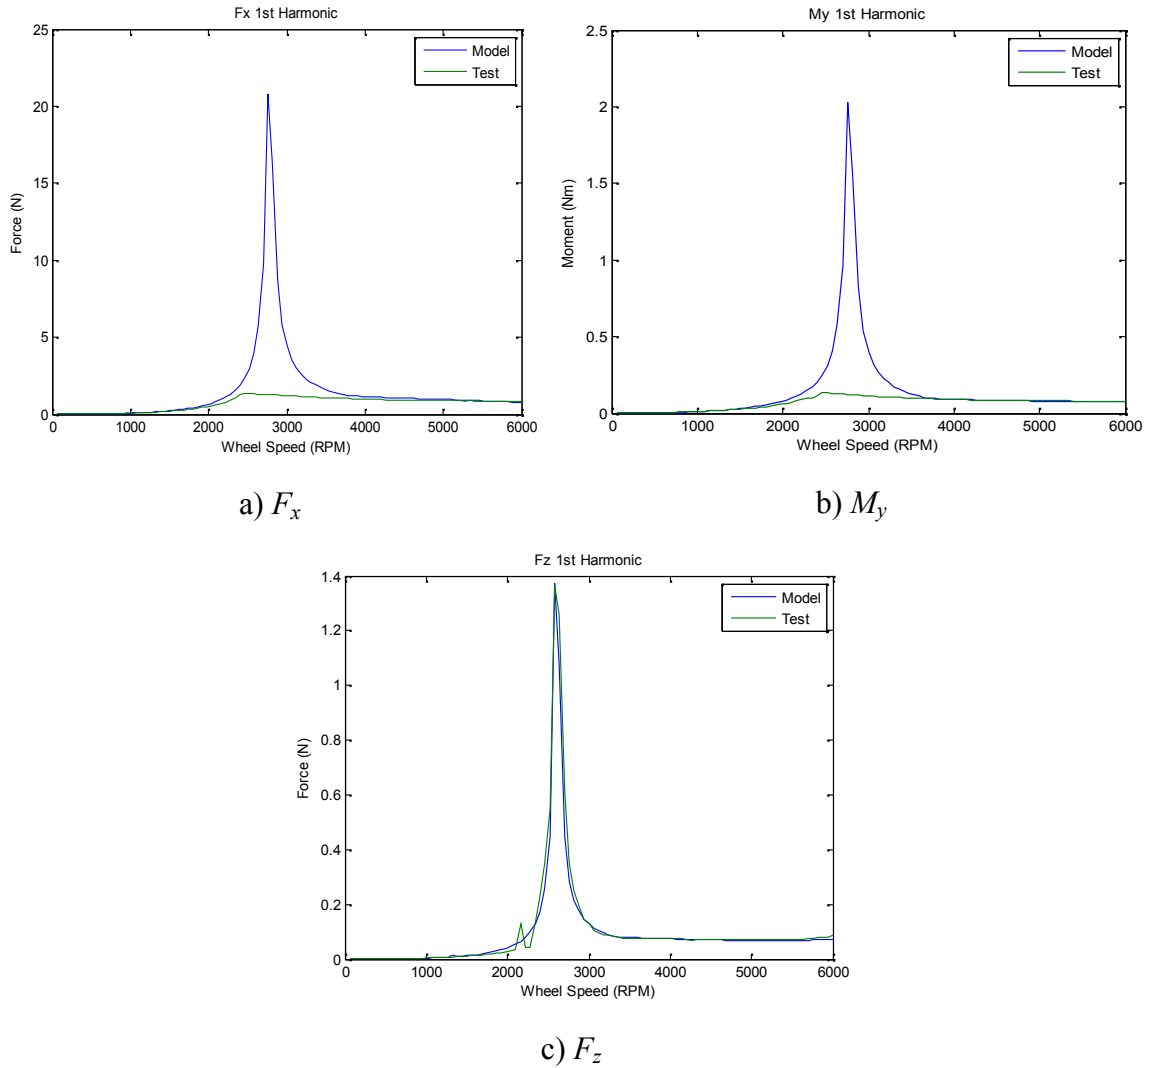 Fx 1st Harmonic
Force (N)
25
20
15
10
5
0
0 1000 2000 3000 4000 5000 6000
Wheel Speed (RPM)
Model
Test
a) Fx
My 1st Harmonic
Moment (Nm)
2.5
2
1.5
1
0.5
0
0 1000 2000 3000 4000 5000 6000
Wheel Speed (RPM)
Model
Test
b) My
Fz 1st Harmonic
Force (N)
1.4
1.2
1
0.8
0.6
0.4
0.2
0
0 1000 2000 3000 4000 5000 6000
Wheel Speed (RPM)
Model
Test
c) Fz